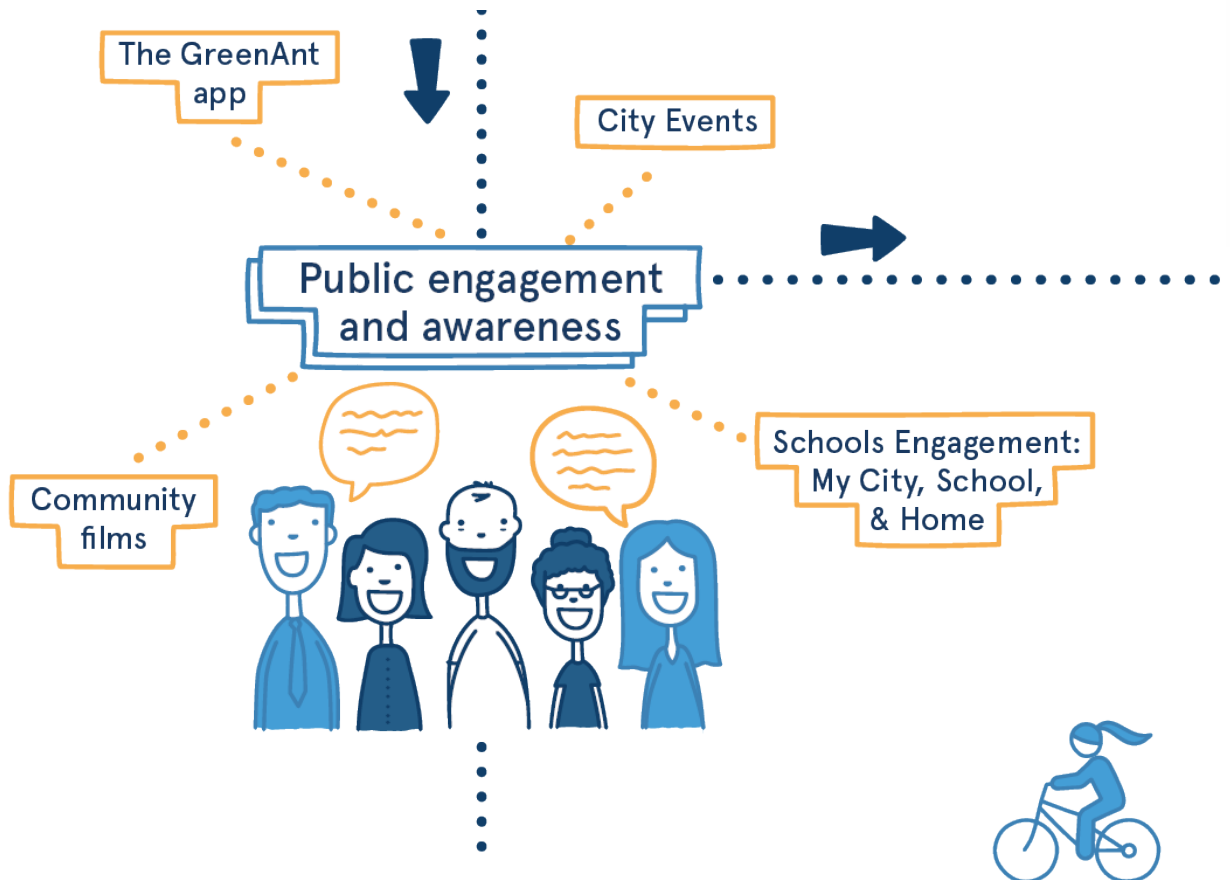 The GreenAnt
app
City Events
Public engagement
and awareness
Community
films
Schools Engagement:
My City, School,
& Home